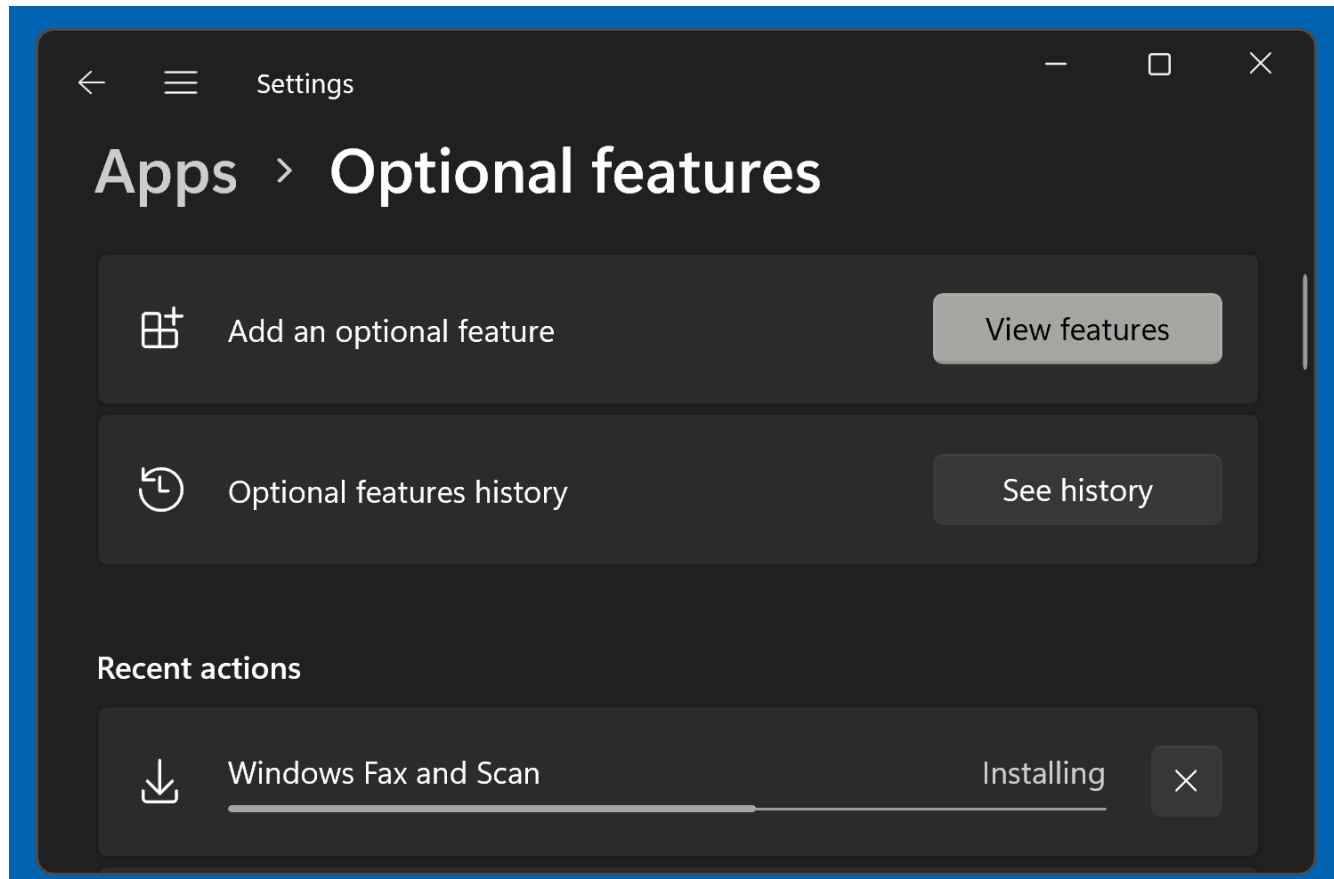 Settings
Apps > Optional features
Add an optional feature
View features
Optional features history
See history
Recent actions
Windows Fax and Scan
Installing